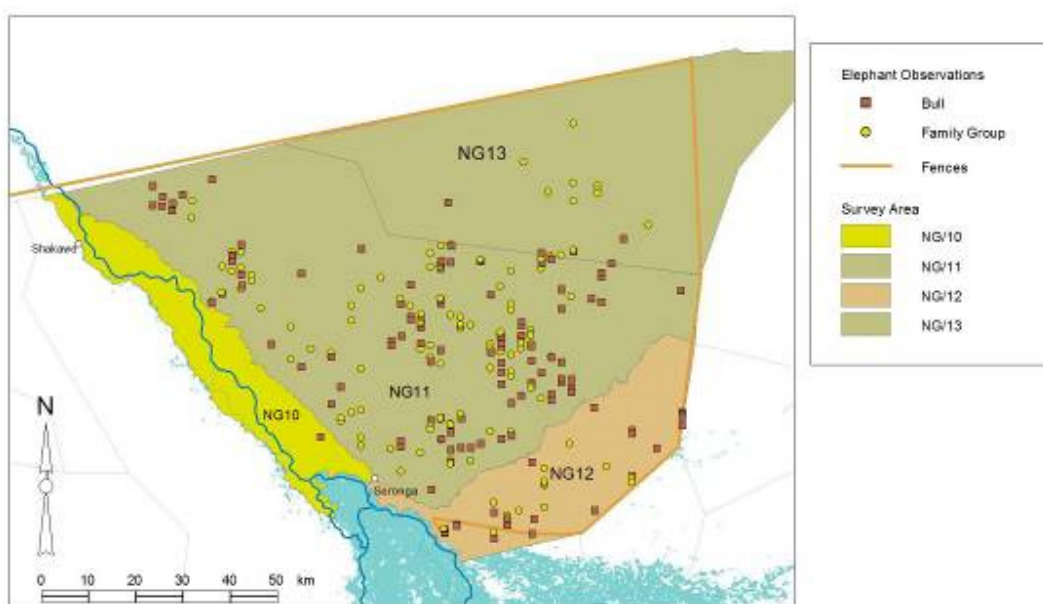 NG13
Shakawe
NG11
NG10
NG12
Seronga
N
0 10 20 30 40 50 km
Elephant Observations
Bull
Family Group
Fences
Survey Area
NG/10
NG/11
NG/12
NG/13